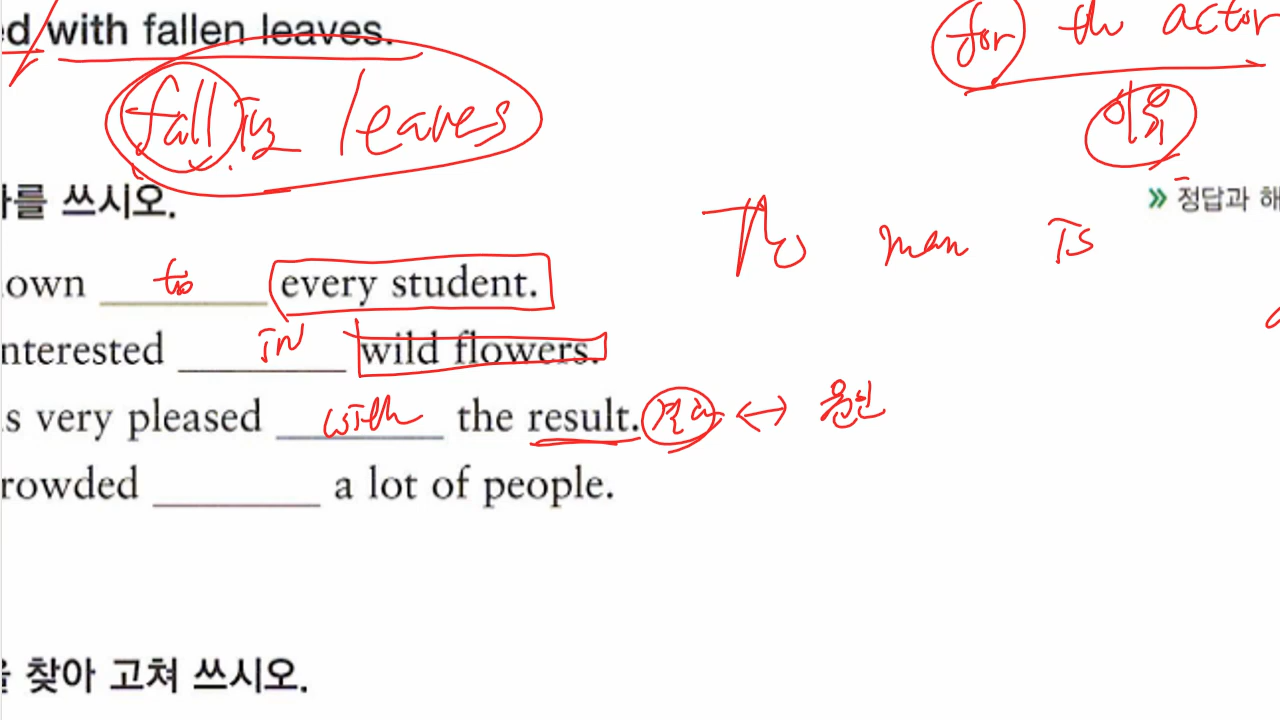 ed with fallen leaves.
for the actor
falling leaves
이유
를 쓰시오.
» 정답과 해
own to every student.
The man is
nterested in wild flowers.
s very pleased with the result. 결과 ↔ 원인
rowded ________ a lot of people.
을 찾아 고쳐 쓰시오.